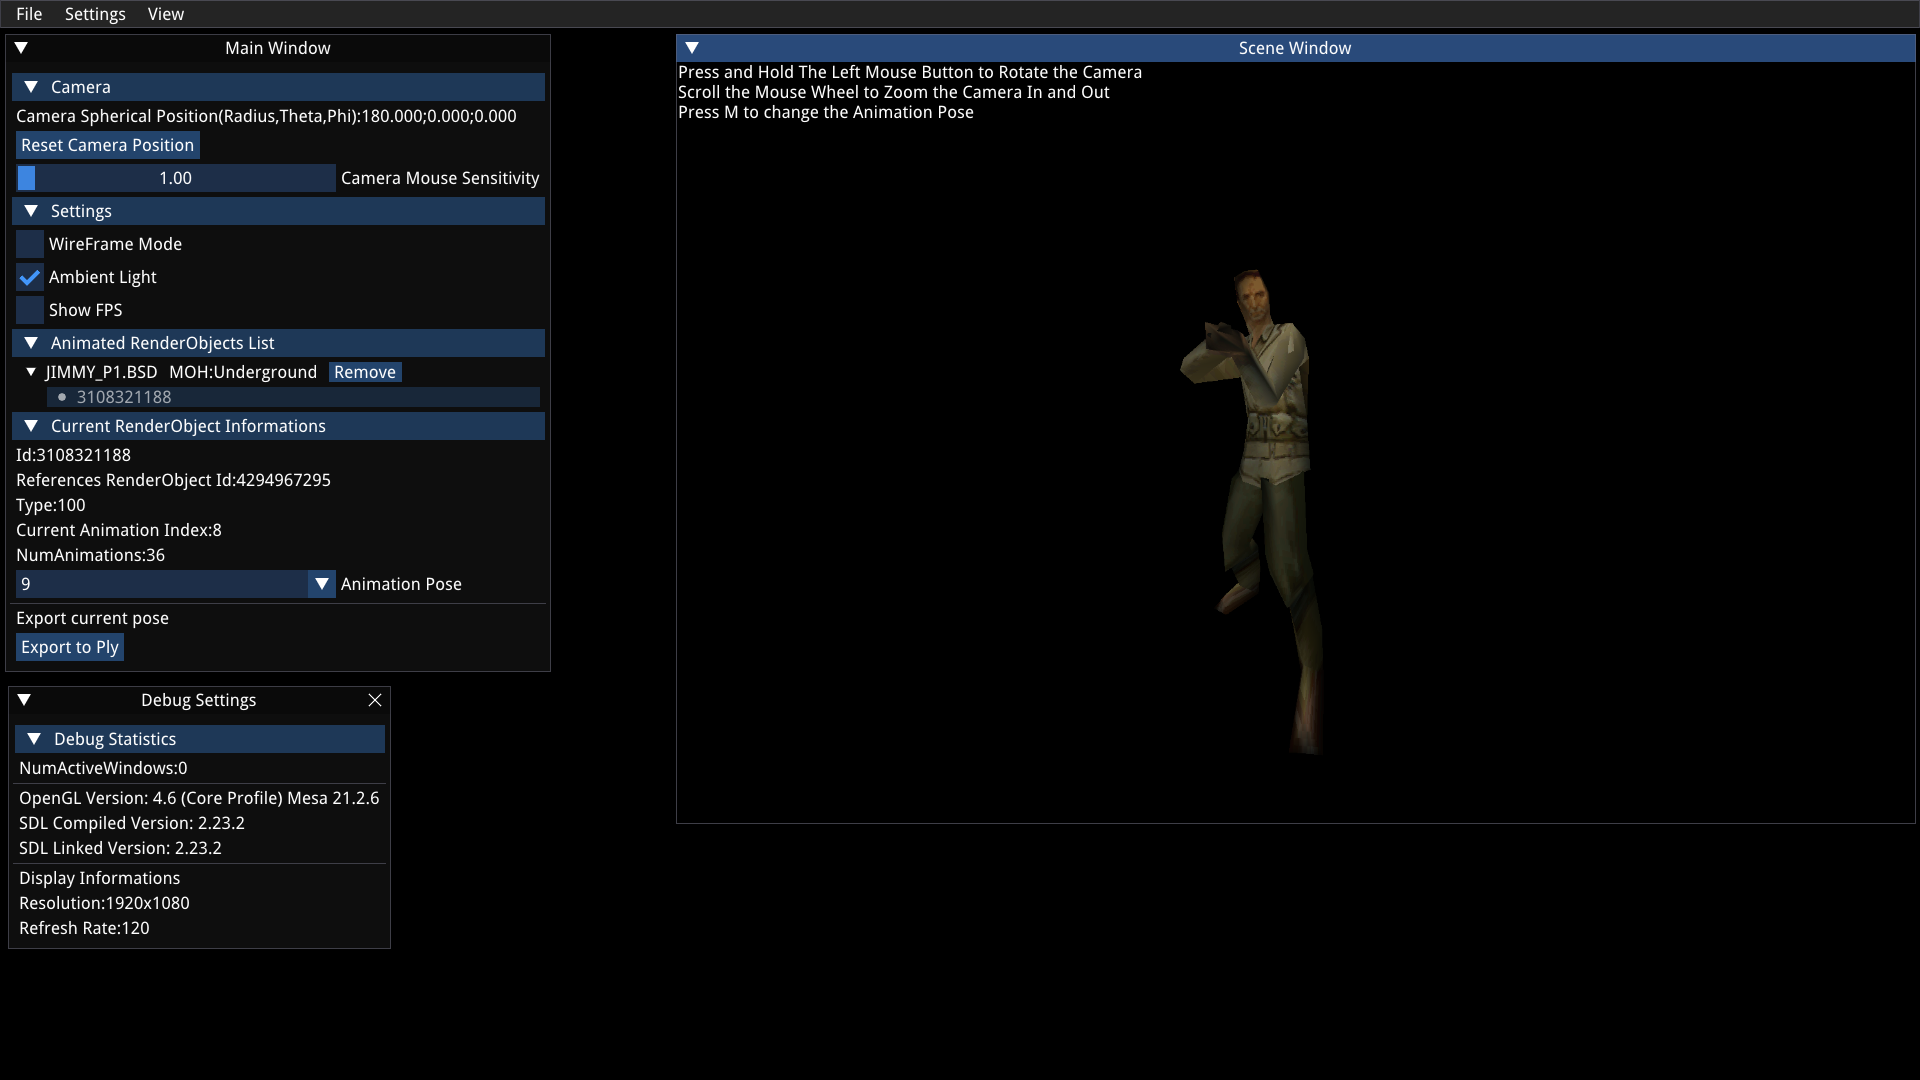 File Settings View
Main Window
Camera
Camera Spherical Position(Radius,Theta,Phi):180.000;0.000;0.000
Reset Camera Position
1.00 Camera Mouse Sensitivity
Settings
WireFrame Mode
Ambient Light
Show FPS
Animated RenderObjects List
JIMMY_P1.BSD MOH:Underground Remove
3108321188
Current RenderObject Informations
Id:3108321188
References RenderObject Id:4294967295
Type:100
Current Animation Index:8
NumAnimations:36
9 Animation Pose
Export current pose
Export to Ply
Debug Settings
Debug Statistics
NumActiveWindows:0
OpenGL Version: 4.6 (Core Profile) Mesa 21.2.6
SDL Compiled Version: 2.23.2
SDL Linked Version: 2.23.2
Display Informations
Resolution:1920x1080
Refresh Rate:120
Scene Window
Press and Hold The Left Mouse Button to Rotate the Camera
Scroll the Mouse Wheel to Zoom the Camera In and Out
Press M to change the Animation Pose